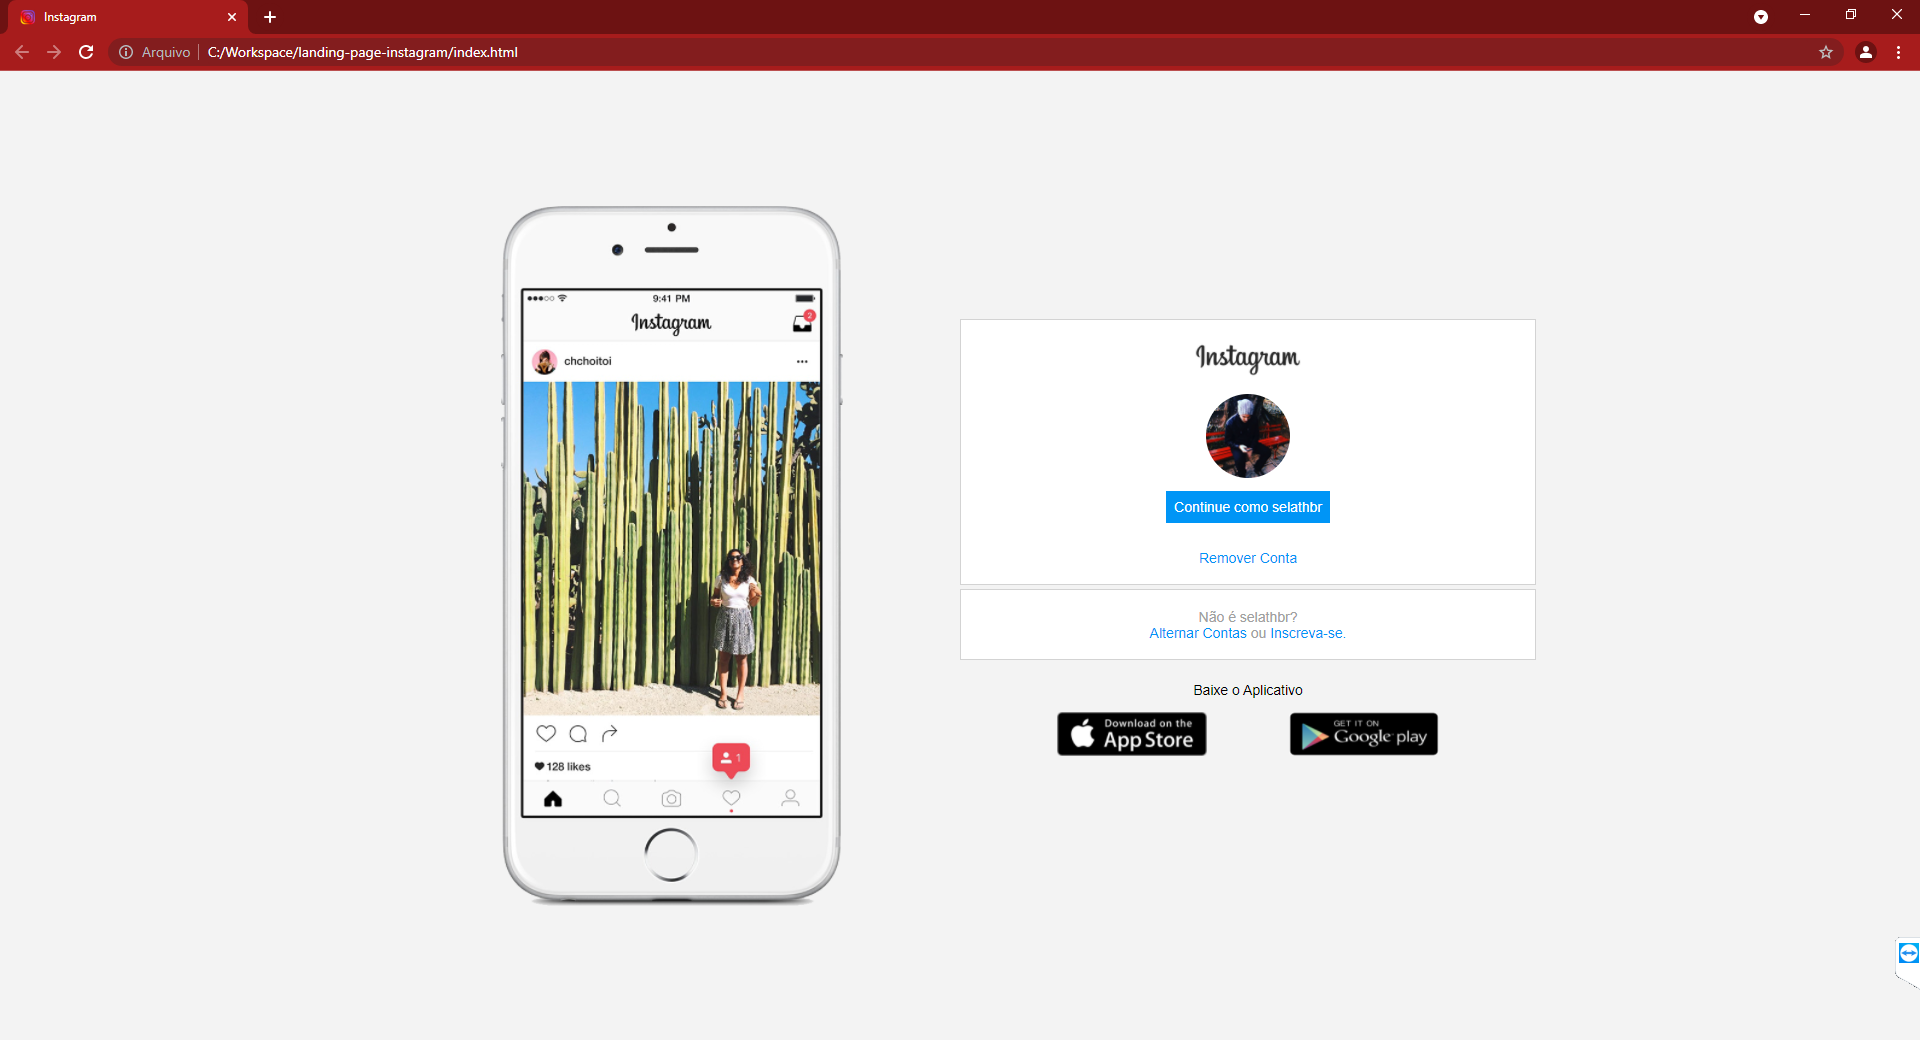 Instagram
Arquivo
C:/Workspace/landing-page-instagram/index.html
9:41 PM
Instagram
2
chchoitoi
128 likes
1
Instagram
Continue como selathbr
Remover Conta
Não é selathbr?
Alternar Contas ou Inscreva-se.
Baixe o Aplicativo
Download on the
App Store
GET IT ON
Google play